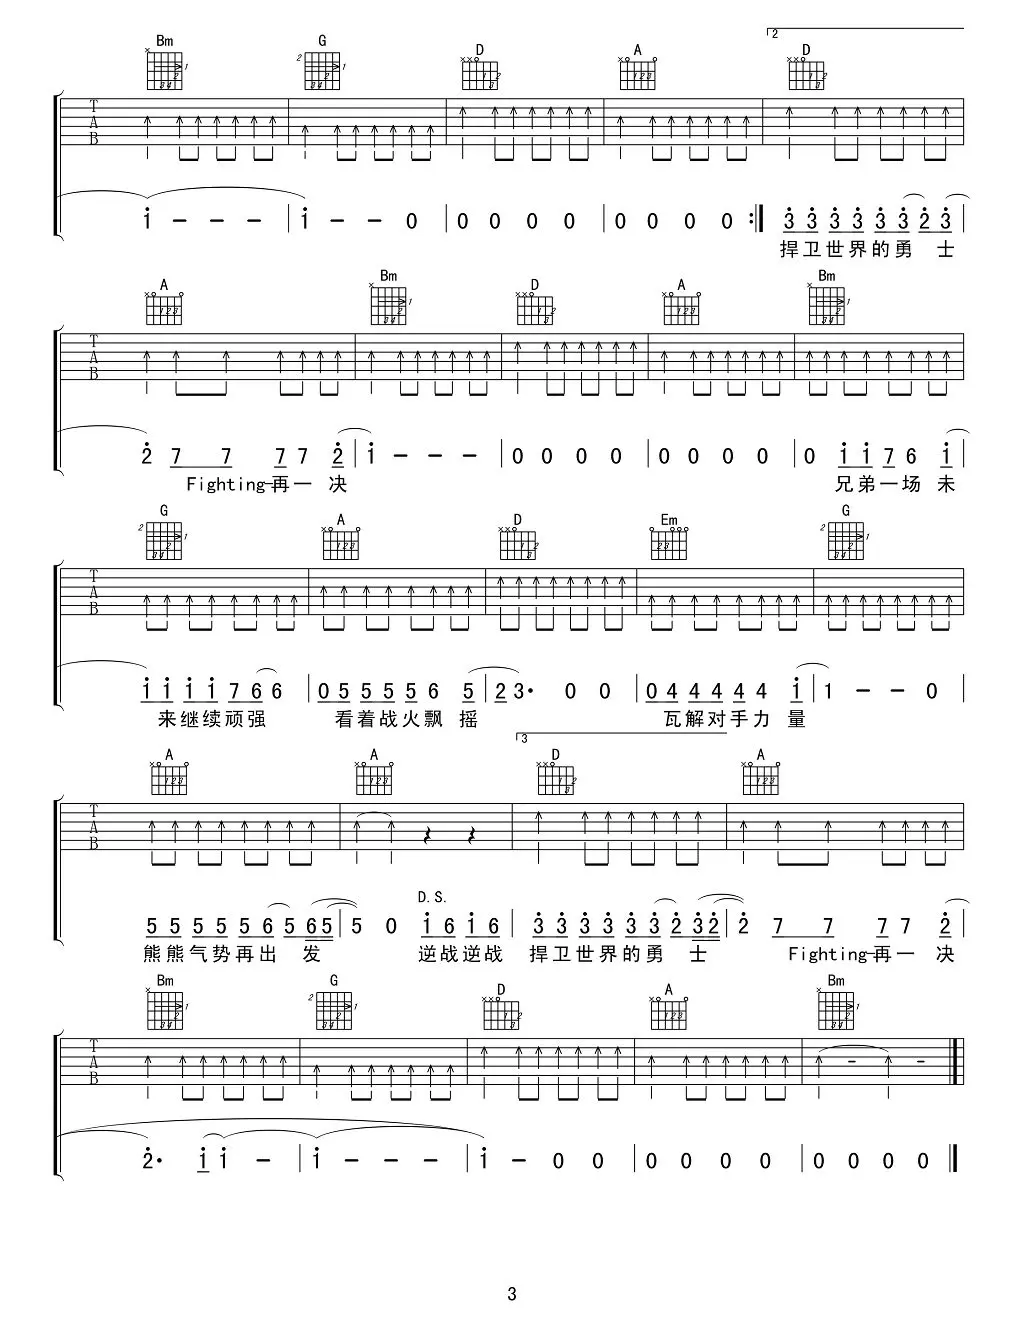 Bm G D A 2 D
T
A
B
i - - - i - - 0 0 0 0 0 0 0 0 0 :| 3 3 3 3 3 3 2 3
捍卫世界的勇 士
A Bm D A Bm
T
A
B
2 7 7 7 7 2 i - - - 0 0 0 0 0 0 0 0 0 i i 7 6 i
Fighting-再一 决 兄弟一场 未
G A D Em G
T
A
B
i i i i 7 6 6 0 5 5 5 5 6 5 2 3· 0 0 0 4 4 4 4 4 i 1 - - 0
来继续顽强 看着战火飘 摇 瓦解对手力 量
3
A A D A
T
A
B
D.S.
5 5 5 5 5 6 5 6 5 5 0 i 6 i 6 3 3 3 3 3 3 2 3 2 2 7 7 7 7 2
熊熊气势再出 发 逆战逆战 捍卫世界的勇 士 Fighting-再一 决
Bm G D A Bm
T
A
B
2· i i - i - - - i - 0 0 0 0 0 0 0 0 0 0
3